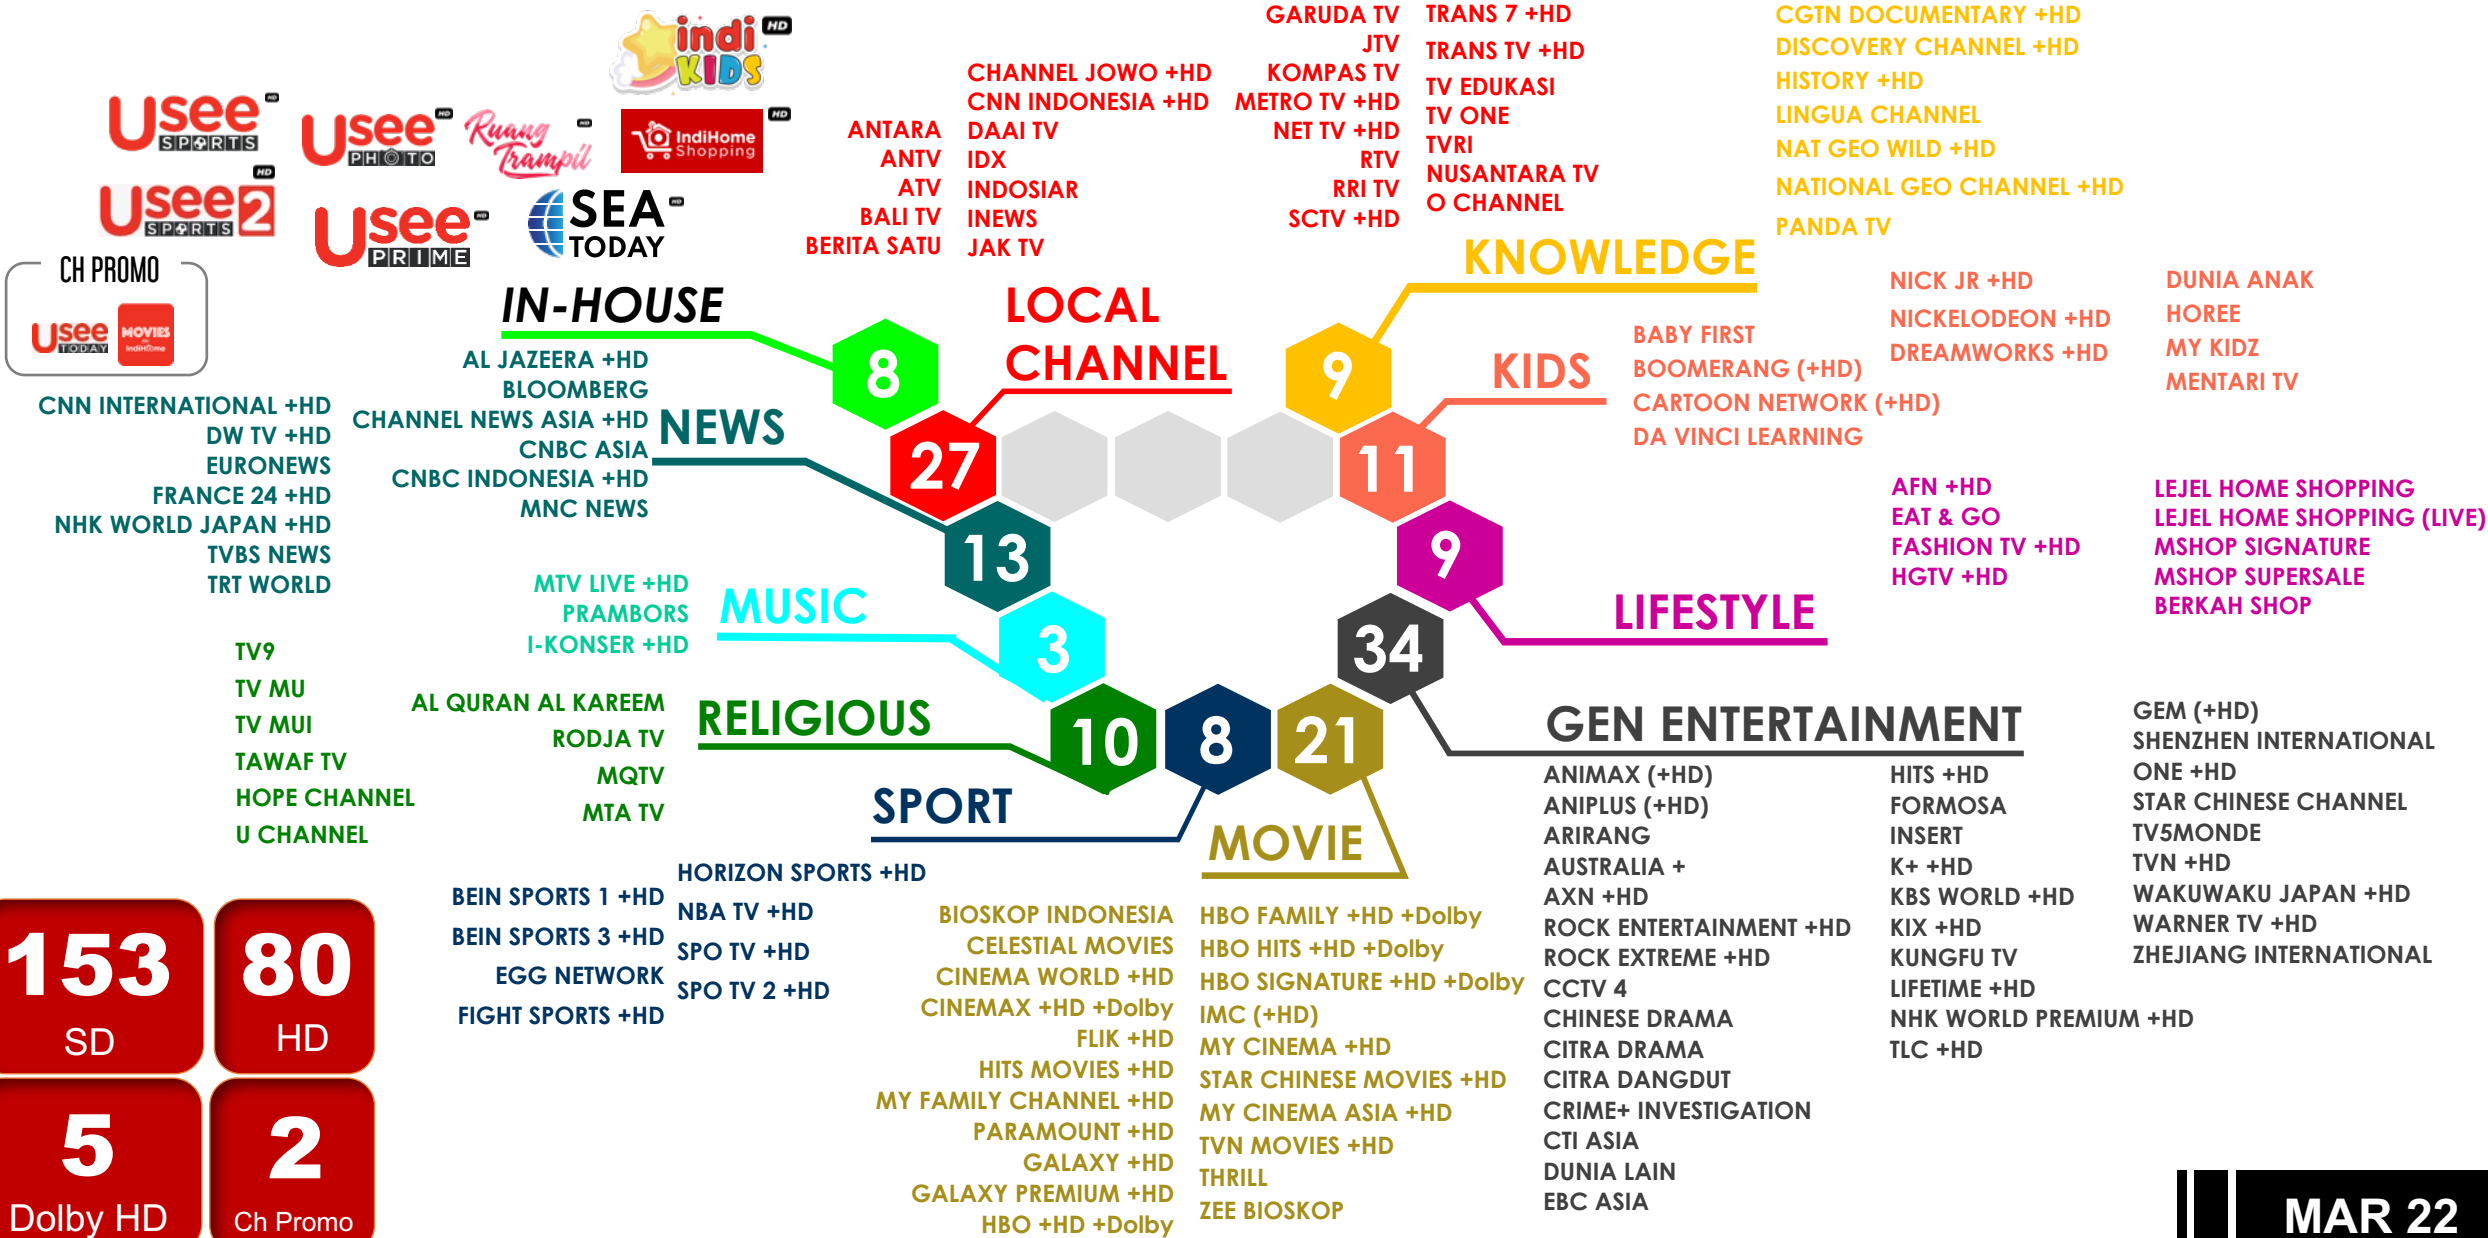 indi
KIDS
HD
Usee
SPORTS
HD
Usee
PHOTO
HD
Ruang
Trampil
HD
IndiHome
Shopping
HD
Usee2
SPORTS
HD
Usee
PRIME
HD
SEA
TODAY
HD
CH PROMO
Usee
TODAY
MOVIES
IndiHome
IN-HOUSE
8
ANTARA
ANTV
ATV
BALI TV
BERITA SATU
CHANNEL JOWO +HD
CNN INDONESIA +HD
DAAI TV
IDX
INDOSIAR
INEWS
JAK TV
GARUDA TV
JTV
KOMPAS TV
METRO TV +HD
NET TV +HD
RTV
RRI TV
SCTV +HD
TRANS 7 +HD
TRANS TV +HD
TV EDUKASI
TV ONE
TVRI
NUSANTARA TV
O CHANNEL
LOCAL
CHANNEL
27
CGTN DOCUMENTARY +HD
DISCOVERY CHANNEL +HD
HISTORY +HD
LINGUA CHANNEL
NAT GEO WILD +HD
NATIONAL GEO CHANNEL +HD
PANDA TV
KNOWLEDGE
9
KIDS
11
BABY FIRST
BOOMERANG (+HD)
CARTOON NETWORK (+HD)
DA VINCI LEARNING
NICK JR +HD
NICKELODEON +HD
DREAMWORKS +HD
DUNIA ANAK
HOREE
MY KIDZ
MENTARI TV
CNN INTERNATIONAL +HD
DW TV +HD
EURONEWS
FRANCE 24 +HD
NHK WORLD JAPAN +HD
TVBS NEWS
TRT WORLD
AL JAZEERA +HD
BLOOMBERG
CHANNEL NEWS ASIA +HD
CNBC ASIA
CNBC INDONESIA +HD
MNC NEWS
NEWS
13
AFN +HD
EAT & GO
FASHION TV +HD
HGTV +HD
LEJEL HOME SHOPPING
LEJEL HOME SHOPPING (LIVE)
MSHOP SIGNATURE
MSHOP SUPERSALE
BERKAH SHOP
LIFESTYLE
9
MTV LIVE +HD
PRAMBORS
I-KONSER +HD
MUSIC
3
TV9
TV MU
TV MUI
TAWAF TV
HOPE CHANNEL
U CHANNEL
AL QURAN AL KAREEM
RODJA TV
MQTV
MTA TV
RELIGIOUS
10
SPORT
8
BEIN SPORTS 1 +HD
BEIN SPORTS 3 +HD
EGG NETWORK
FIGHT SPORTS +HD
HORIZON SPORTS +HD
NBA TV +HD
SPO TV +HD
SPO TV 2 +HD
MOVIE
21
BIOSKOP INDONESIA
CELESTIAL MOVIES
CINEMA WORLD +HD
CINEMAX +HD +Dolby
FLIK +HD
HITS MOVIES +HD
MY FAMILY CHANNEL +HD
PARAMOUNT +HD
GALAXY +HD
GALAXY PREMIUM +HD
HBO +HD +Dolby
HBO FAMILY +HD +Dolby
HBO HITS +HD +Dolby
HBO SIGNATURE +HD +Dolby
IMC (+HD)
MY CINEMA +HD
STAR CHINESE MOVIES +HD
MY CINEMA ASIA +HD
TVN MOVIES +HD
THRILL
ZEE BIOSKOP
34
GEN ENTERTAINMENT
ANIMAX (+HD)
ANIPLUS (+HD)
ARIRANG
AUSTRALIA +
AXN +HD
ROCK ENTERTAINMENT +HD
ROCK EXTREME +HD
CCTV 4
CHINESE DRAMA
CITRA DRAMA
CITRA DANGDUT
CRIME+ INVESTIGATION
CTI ASIA
DUNIA LAIN
EBC ASIA
HITS +HD
FORMOSA
INSERT
K+ +HD
KBS WORLD +HD
KIX +HD
KUNGFU TV
LIFETIME +HD
NHK WORLD PREMIUM +HD
TLC +HD
GEM (+HD)
SHENZHEN INTERNATIONAL
ONE +HD
STAR CHINESE CHANNEL
TV5MONDE
TVN +HD
WAKUWAKU JAPAN +HD
WARNER TV +HD
ZHEJIANG INTERNATIONAL
153
SD
80
HD
5
Dolby HD
2
Ch Promo
MAR 22